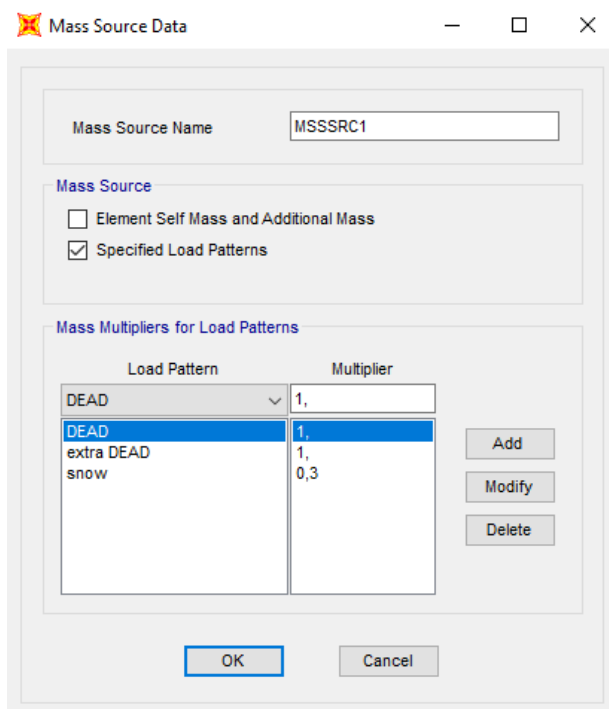 Mass Source Data
Mass Source Name MSSSRC1
Mass Source
Element Self Mass and Additional Mass
Specified Load Patterns
Mass Multipliers for Load Patterns
Load Pattern Multiplier
DEAD 1,
DEAD 1,
extra DEAD 1,
snow 0,3
Add
Modify
Delete
OK Cancel